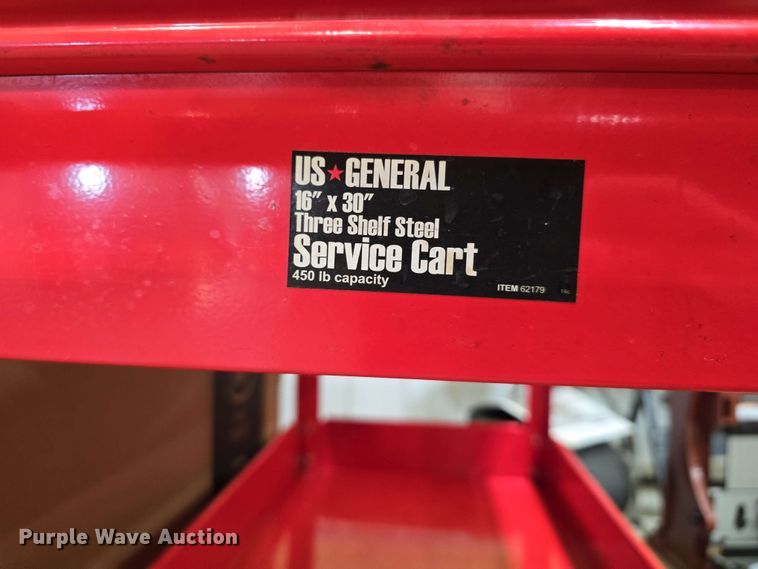 US★GENERAL
16" x 30"
Three Shelf Steel
Service Cart
450 lb capacity
ITEM 62179
Purple Wave Auction